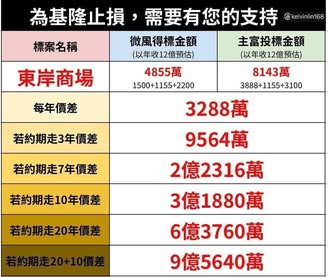 為基隆止損，需要有您的支持
@kelvinlin168
標案名稱
微風得標金額
(以年收12億預估)
主富投標金額
(以年收12億預估)
東岸商場
4855萬
1500+1155+2200
8143萬
3888+1155+3100
每年價差
3288萬
若約期走3年價差
9564萬
若約期走7年價差
2億2316萬
若約期走10年價差
3億1880萬
若約期走20年價差
6億3760萬
若約期走20+10價差
9億5640萬